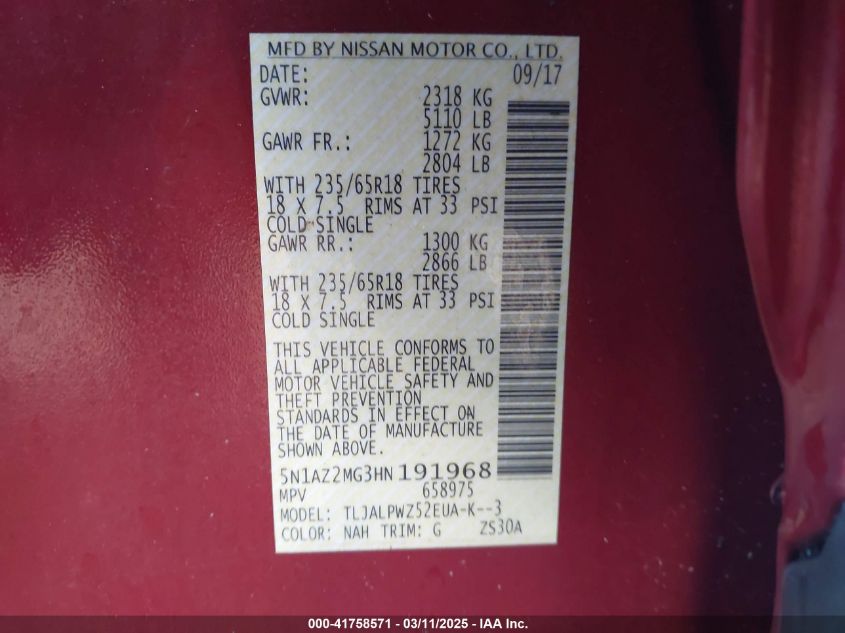 MFD BY NISSAN MOTOR CO., LTD.
DATE: 09/17
GVWR: 2318 KG
5110 LB
GAWR FR.: 1272 KG
2804 LB
WITH 235/65R18 TIRES
18 X 7.5 RIMS AT 33 PSI
COLD SINGLE
GAWR RR.: 1300 KG
2866 LB
WITH 235/65R18 TIRES
18 X 7.5 RIMS AT 33 PSI
COLD SINGLE
THIS VEHICLE CONFORMS TO
ALL APPLICABLE FEDERAL
MOTOR VEHICLE SAFETY AND
THEFT PREVENTION
STANDARDS IN EFFECT ON
THE DATE OF MANUFACTURE
SHOWN ABOVE.
5N1AZ2MG3HN191968
MPV 658975
MODEL: TLJALPWZ52EUA-K--3
COLOR: NAH TRIM: G ZS30A
000-41758571 - 03/11/2025 - IAA Inc.